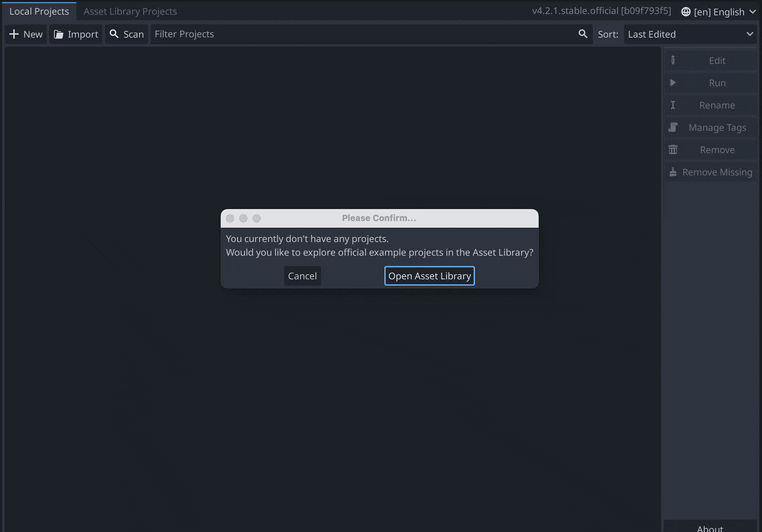 Local Projects
Asset Library Projects
v4.2.1.stable.official [b09f793f5]
[en] English
New
Import
Scan
Filter Projects
Sort:
Last Edited
Edit
Run
Rename
Manage Tags
Remove
Remove Missing
Please Confirm...
You currently don't have any projects.
Would you like to explore official example projects in the Asset Library?
Cancel
Open Asset Library
About